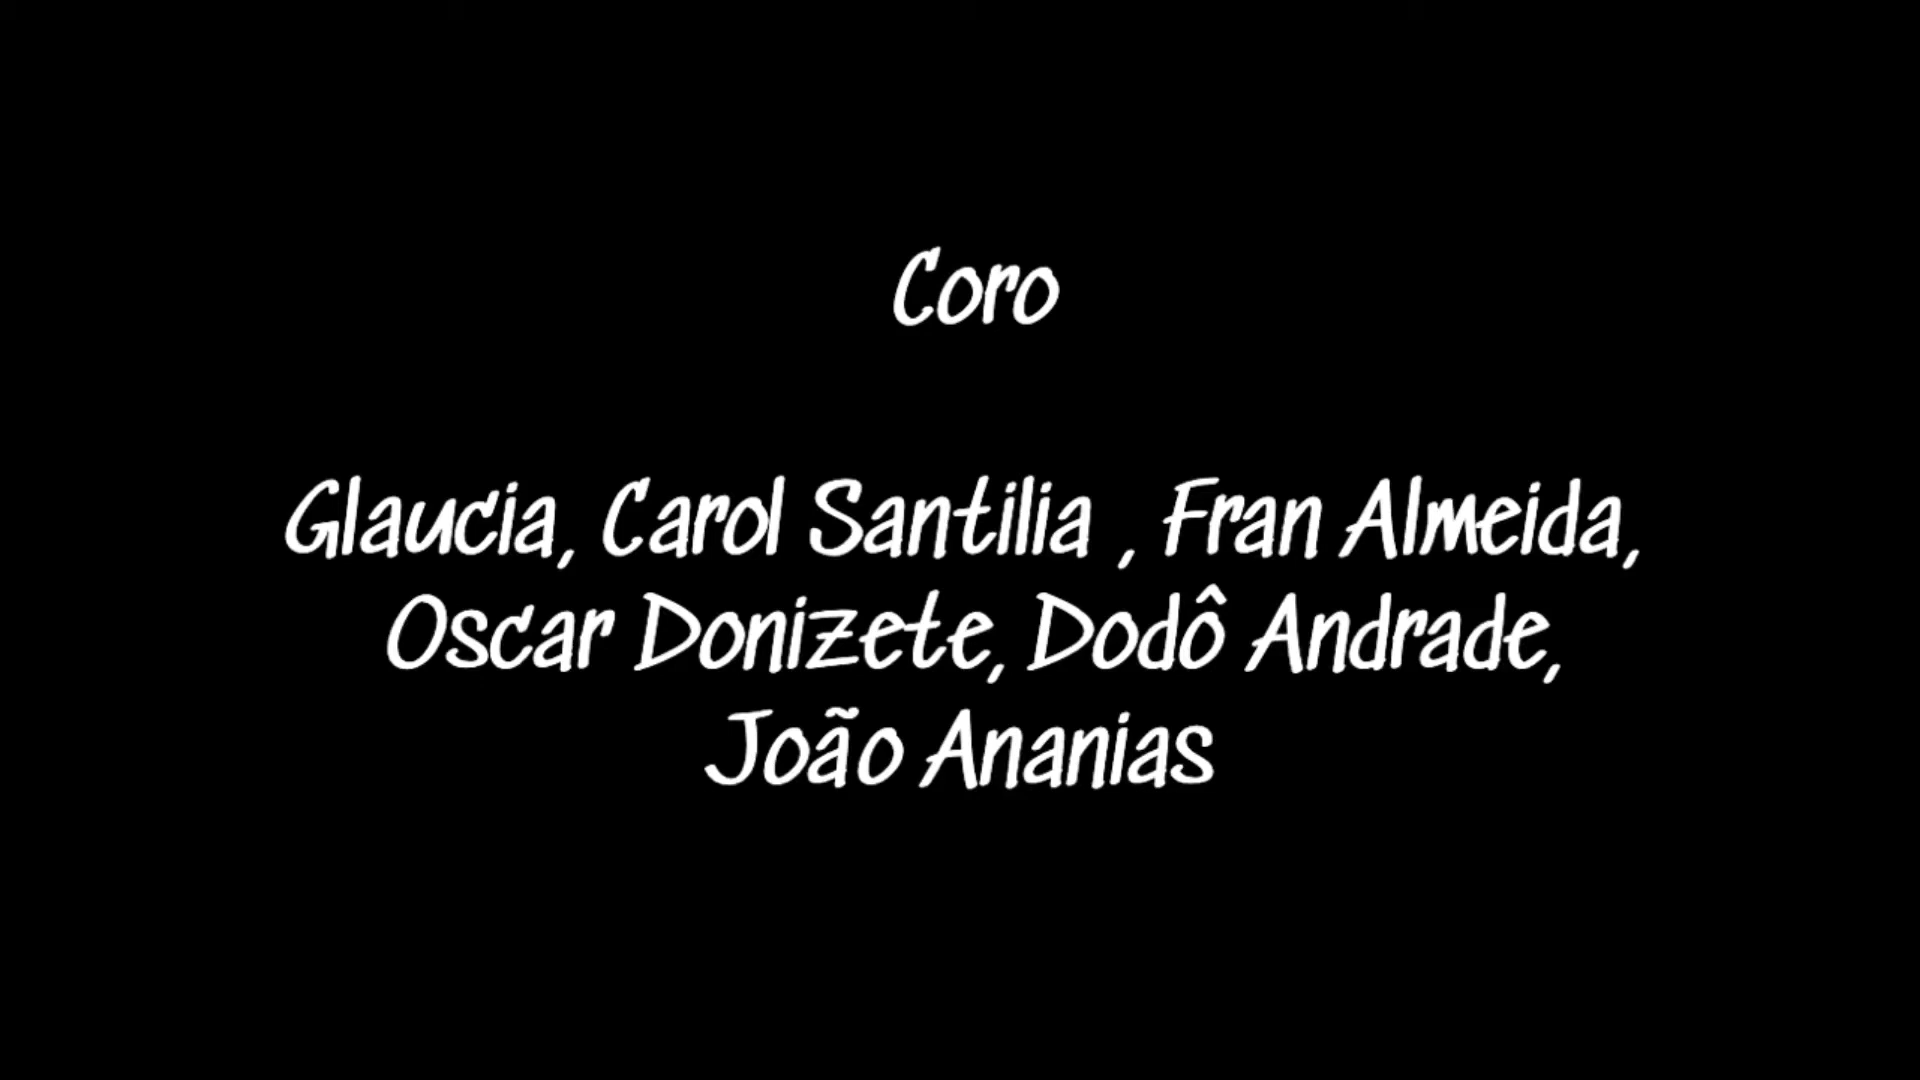 Coro
Glaucia, Carol Santilia , Fran Almeida,
Oscar Donizete, Dodô Andrade,
João Ananias